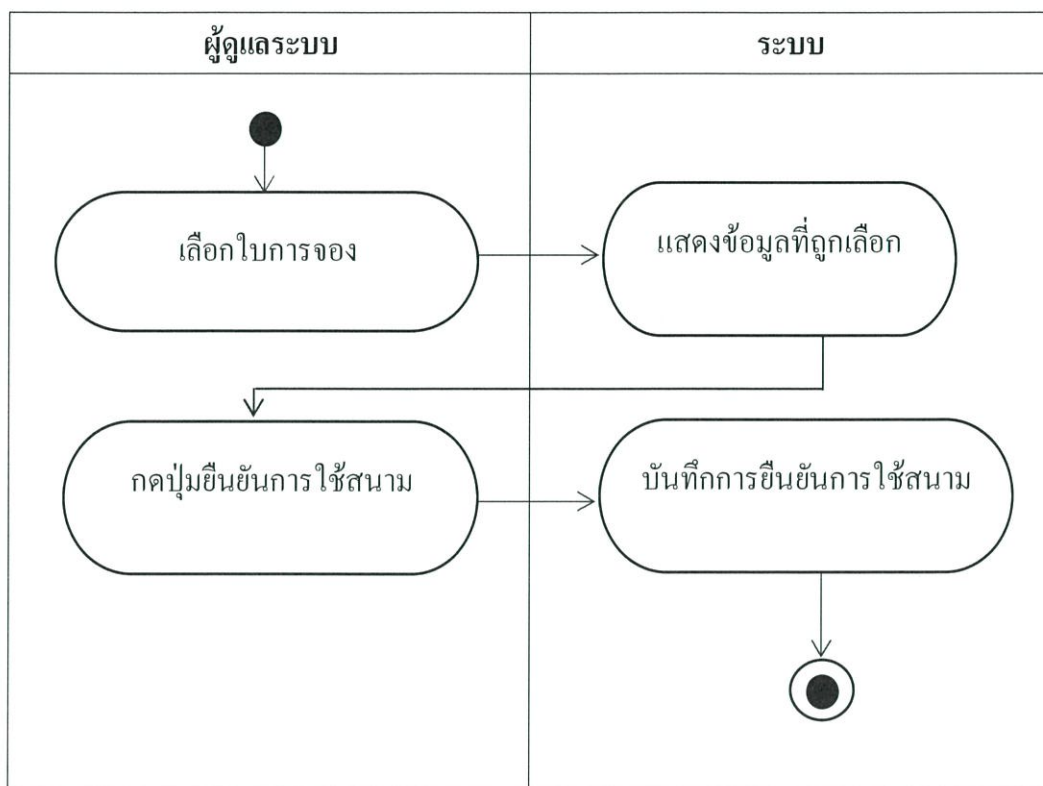 ผู้ดูแลระบบ
ระบบ
เลือกใบการจอง
แสดงข้อมูลที่ถูกเลือก
กดปุ่มยืนยันการใช้สนาม
บันทึกการยืนยันการใช้สนาม